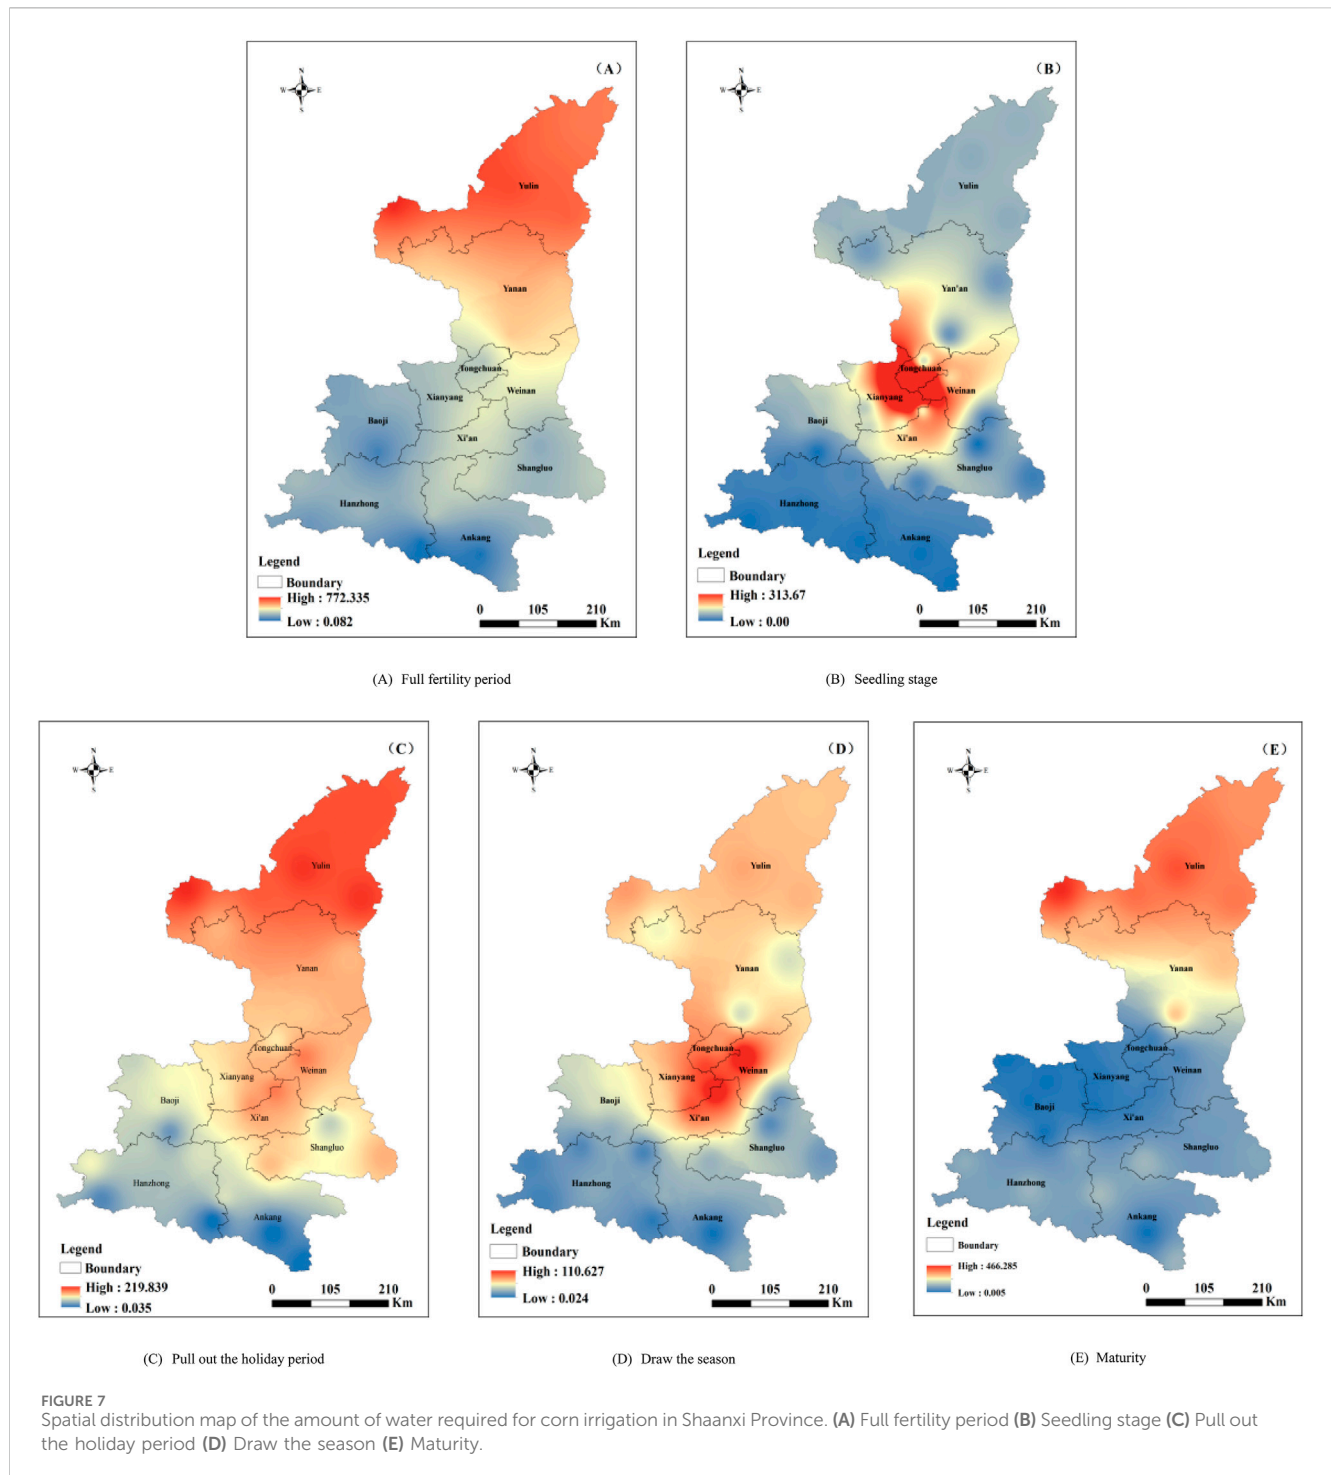 (A)
N
W E
S
Yulin
Yanan
Tongchuan
Weinan
Xianyang
Baoji
Xi'an
Shangluo
Hanzhong
Ankang
Legend
Boundary
High : 772.335
Low : 0.082
0 105 210
Km
(A) Full fertility period
(B)
N
W E
S
Yulin
Yan'an
Tongchuan
Weinan
Xianyang
Baoji
Xi'an
Shangluo
Hanzhong
Ankang
Legend
Boundary
High : 313.67
Low : 0.00
0 105 210
Km
(B) Seedling stage
(C)
N
W E
S
Yulin
Yanan
Tongchuan
Weinan
Xianyang
Baoji
Xi'an
Shangluo
Hanzhong
Ankang
Legend
Boundary
High : 219.839
Low : 0.035
0 105 210
Km
(C) Pull out the holiday period
(D)
N
W E
S
Yulin
Yanan
Tongchuan
Weinan
Xianyang
Baoji
Xi'an
Shangluo
Hanzhong
Ankang
Legend
Boundary
High : 110.627
Low : 0.024
0 105 210
Km
(D) Draw the season
(E)
N
W E
S
Yulin
Yanan
Tongchuan
Weinan
Xianyang
Baoji
Xi'an
Shangluo
Hanzhong
Ankang
Legend
Boundary
High : 466.285
Low : 0.005
0 105 210
Km
(E) Maturity
FIGURE 7
Spatial distribution map of the amount of water required for corn irrigation in Shaanxi Province. (A) Full fertility period (B) Seedling stage (C) Pull out
the holiday period (D) Draw the season (E) Maturity.